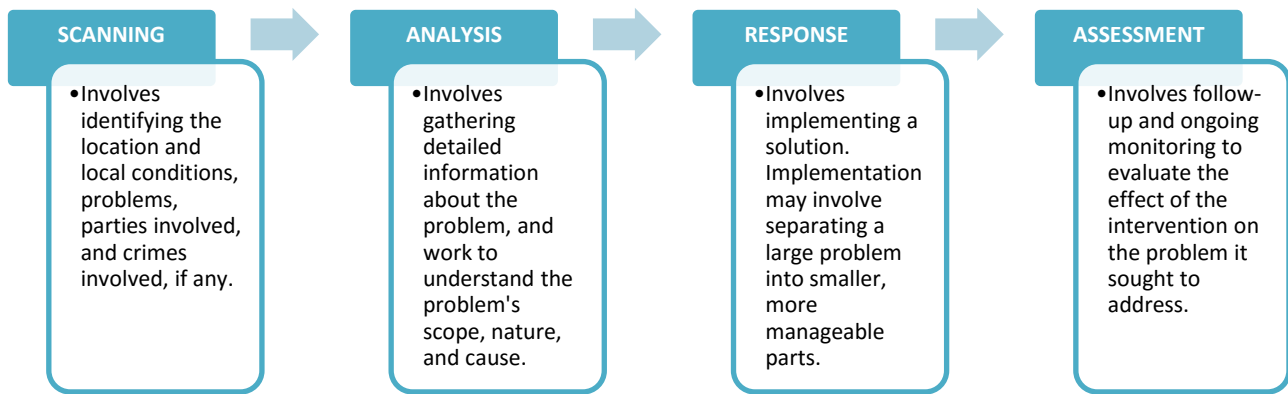 SCANNING
•Involves
identifying the
location and
local conditions,
problems,
parties involved,
and crimes
involved, if any.
ANALYSIS
•Involves
gathering
detailed
information
about the
problem, and
work to
understand the
problem's
scope, nature,
and cause.
RESPONSE
•Involves
implementing a
solution.
Implementation
may involve
separating a
large problem
into smaller,
more
manageable
parts.
ASSESSMENT
•Involves follow-
up and ongoing
monitoring to
evaluate the
effect of the
intervention on
the problem it
sought to
address.